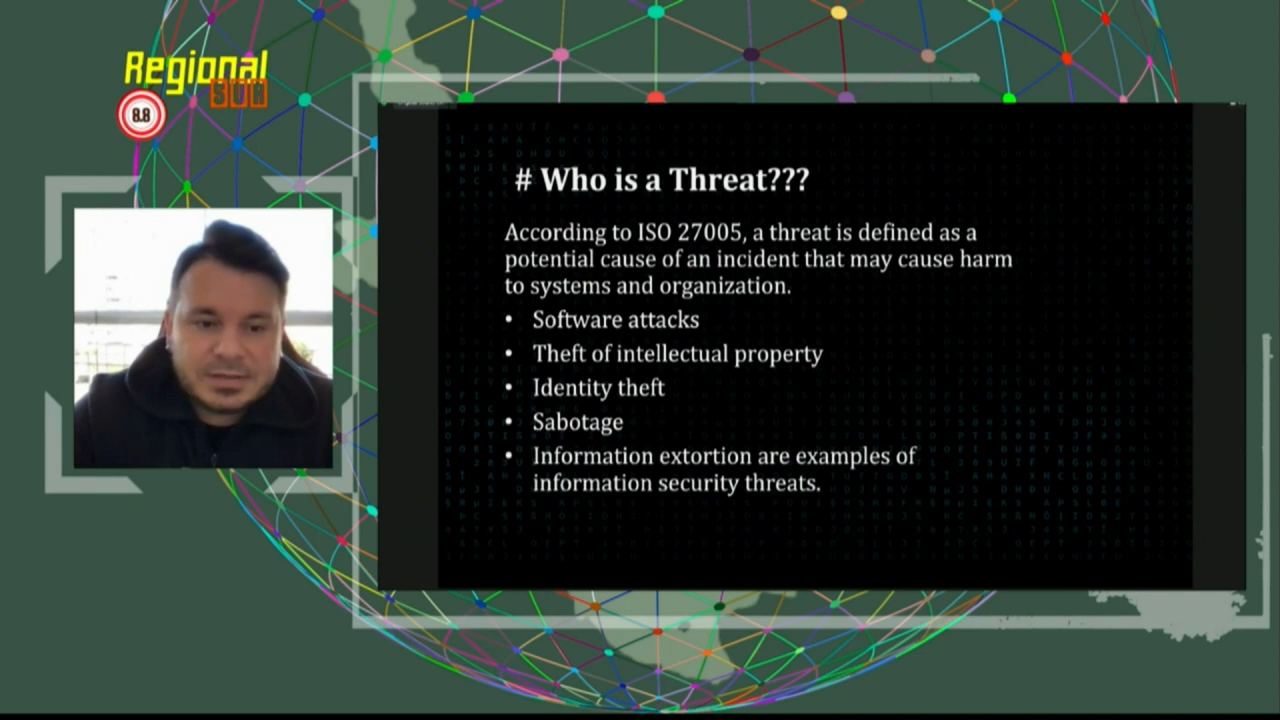 Regional
SUR
8.8
# Who is a Threat???
According to ISO 27005, a threat is defined as a
potential cause of an incident that may cause harm
to systems and organization.
• Software attacks
• Theft of intellectual property
• Identity theft
• Sabotage
• Information extortion are examples of
information security threats.